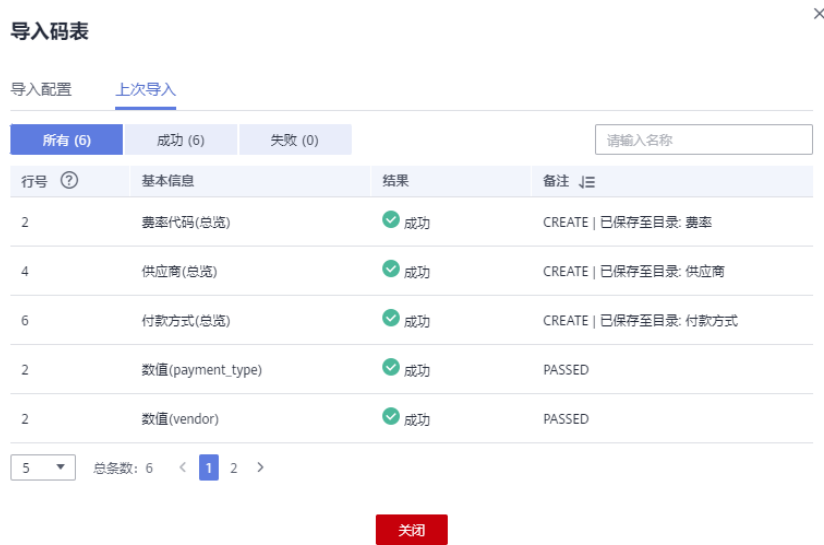 导入码表
导入配置 上次导入
所有 (6) 成功 (6) 失败 (0) 请输入名称
行号 ? 基本信息 结果 备注
2 费率代码(总览) 成功 CREATE | 已保存至目录: 费率
4 供应商(总览) 成功 CREATE | 已保存至目录: 供应商
6 付款方式(总览) 成功 CREATE | 已保存至目录: 付款方式
2 数值(payment_type) 成功 PASSED
2 数值(vendor) 成功 PASSED
5 总条数: 6 < 1 2 >
关闭